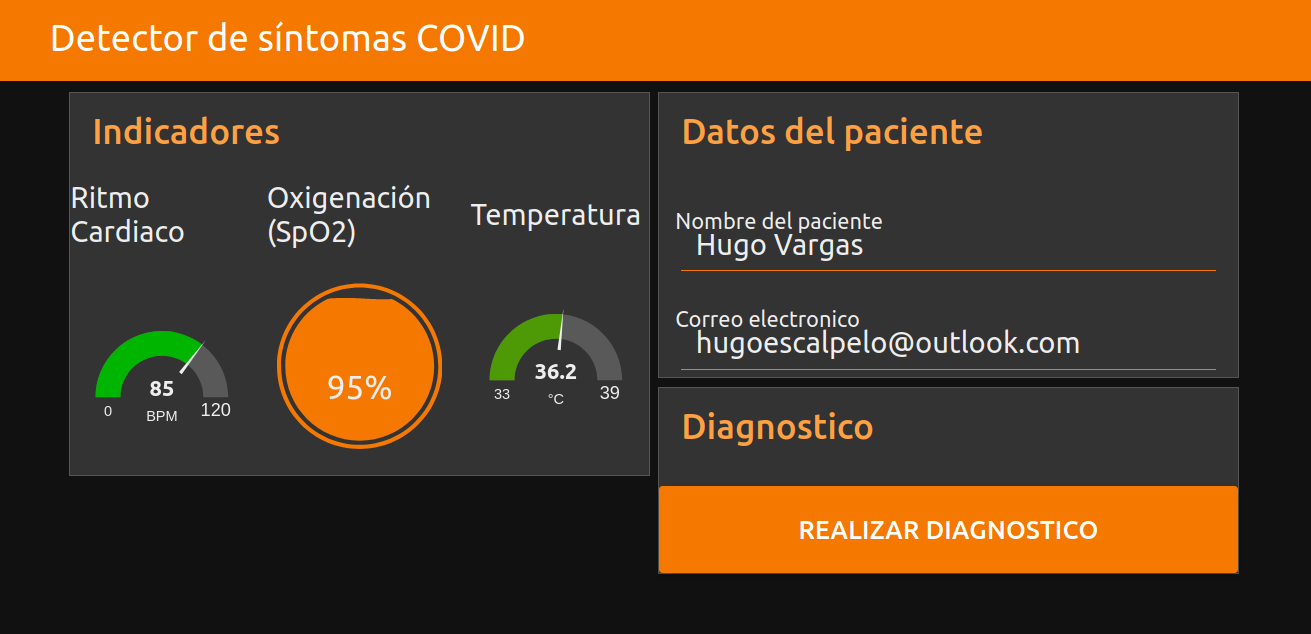 Detector de síntomas COVID
Indicadores
Ritmo
Cardiaco
Oxigenación
(SpO2)
Temperatura
85
0
BPM
120
95%
36.2
33
°C
39
Datos del paciente
Nombre del paciente
Hugo Vargas
Correo electronico
hugoescalpelo@outlook.com
Diagnostico
REALIZAR DIAGNOSTICO